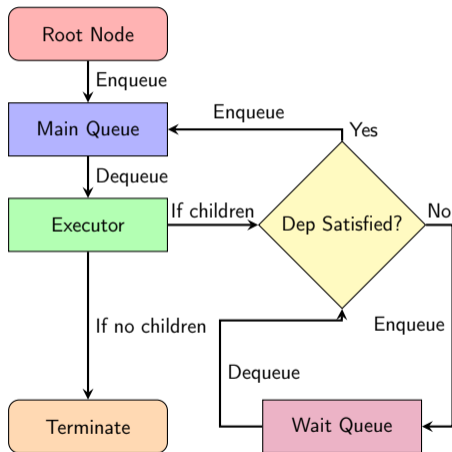 Root Node
Enqueue
Main Queue
Enqueue
Yes
Dequeue
Executor
If children
Dep Satisfied?
No
If no children
Enqueue
Dequeue
Terminate
Wait Queue